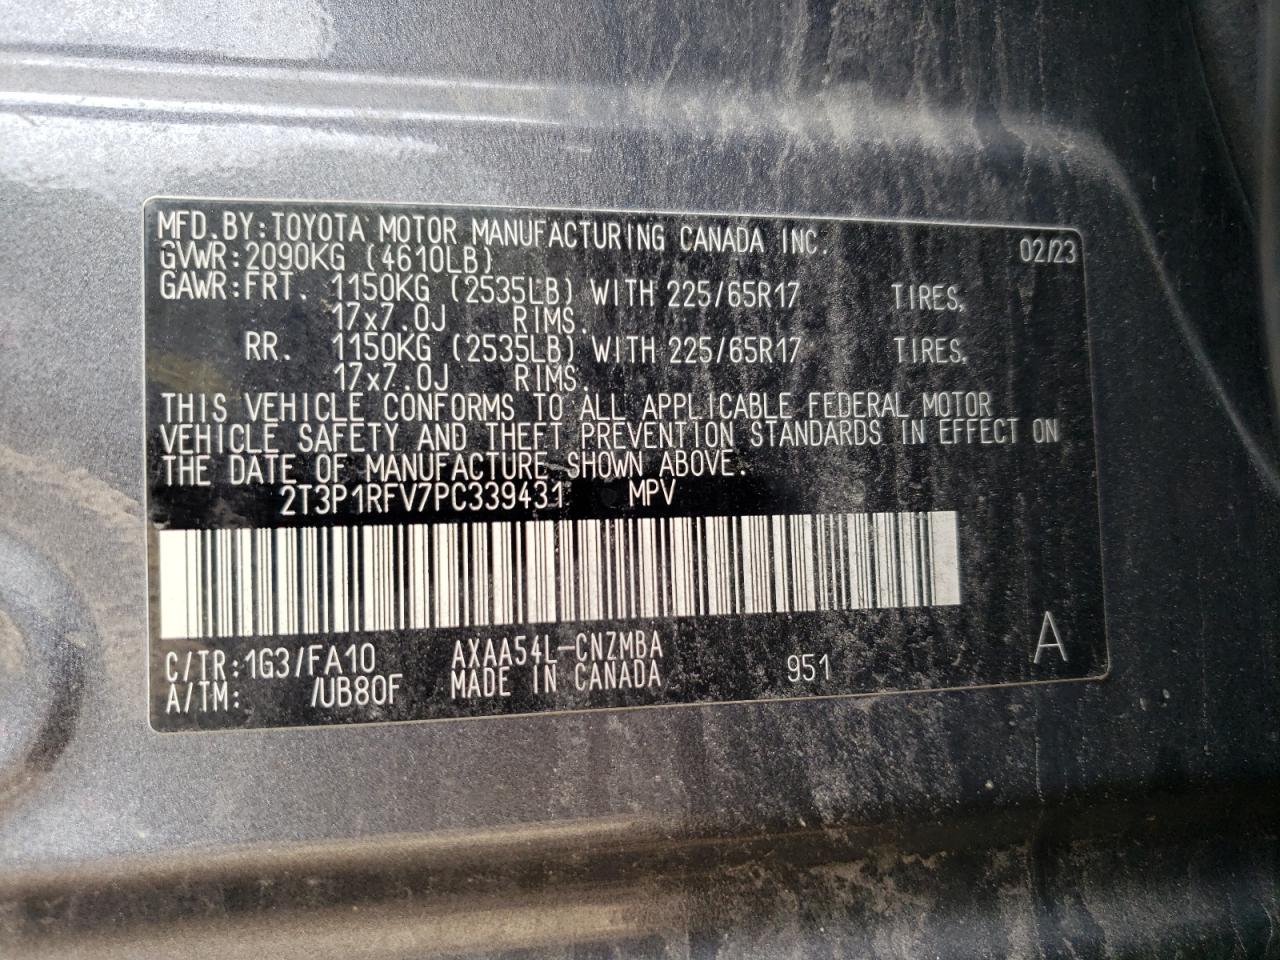 MFD.BY:TOYOTA MOTOR MANUFACTURING CANADA INC. 02/23
GVWR:2090KG (4610LB)
GAWR:FRT. 1150KG (2535LB) WITH 225/65R17 TIRES,
17x7.0J RIMS.
RR. 1150KG (2535LB) WITH 225/65R17 TIRES,
17x7.0J RIMS.
THIS VEHICLE CONFORMS TO ALL APPLICABLE FEDERAL MOTOR
VEHICLE SAFETY AND THEFT PREVENTION STANDARDS IN EFFECT ON
THE DATE OF MANUFACTURE SHOWN ABOVE.
2T3P1RFV7PC339431 MPV
C/TR:1G3/FA10 AXAA54L-CNZMBA 951 A
A/TM: /UB80F MADE IN CANADA